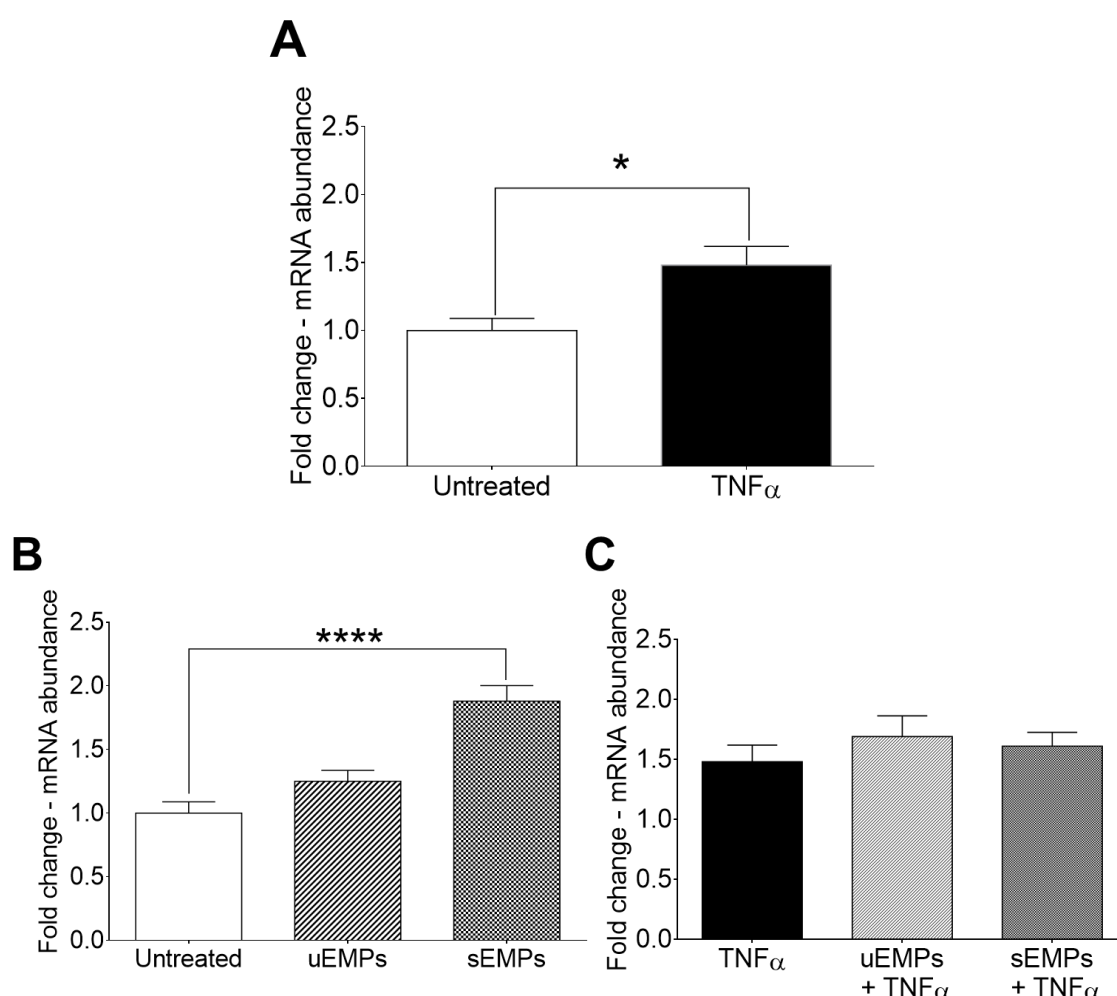 A
Fold change - mRNA abundance
2.5
2.0
1.5
1.0
0.5
0.0
*
Untreated TNFα
B
Fold change - mRNA abundance
2.5
2.0
1.5
1.0
0.5
0.0
****
Untreated uEMPs sEMPs
C
Fold change - mRNA abundance
2.5
2.0
1.5
1.0
0.5
0.0
TNFα uEMPs sEMPs
+ TNFα + TNFα